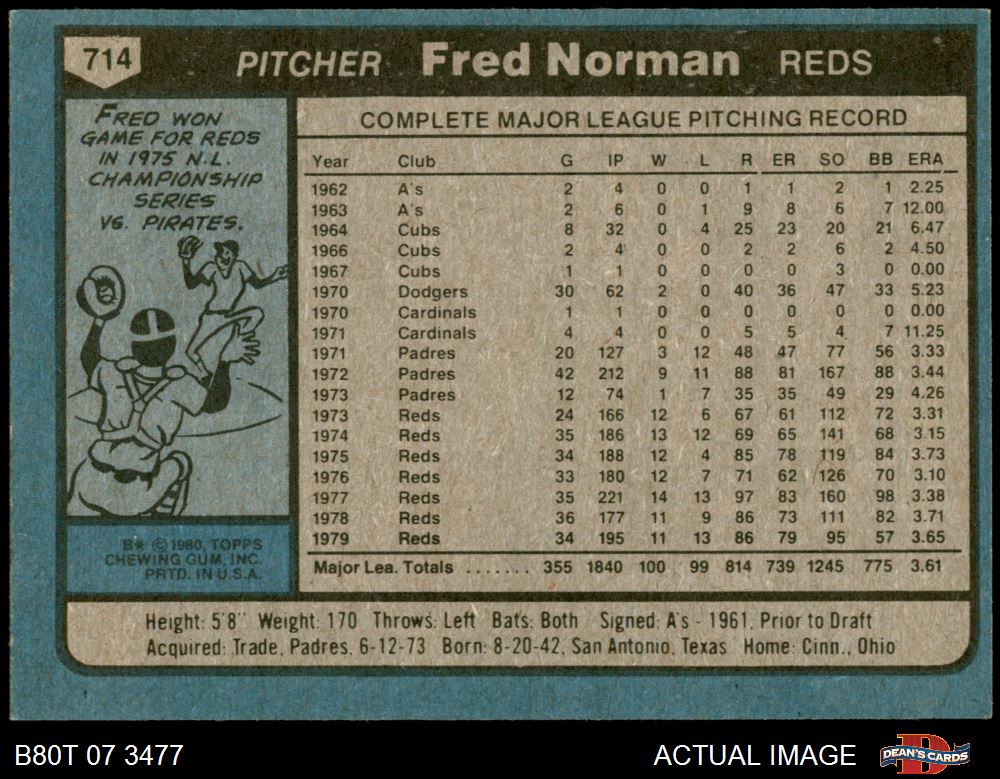 714
PITCHER Fred Norman REDS
FRED WON
GAME FOR REDS
IN 1975 N.L.
CHAMPIONSHIP
SERIES
VS. PIRATES.
COMPLETE MAJOR LEAGUE PITCHING RECORD
Year Club G IP W L R ER SO BB ERA
1962 A's 2 4 0 0 1 1 2 1 2.25
1963 A's 2 6 0 1 9 8 6 7 12.00
1964 Cubs 8 32 0 4 25 23 20 21 6.47
1966 Cubs 2 4 0 0 2 2 6 2 4.50
1967 Cubs 1 1 0 0 0 0 3 0 0.00
1970 Dodgers 30 62 2 0 40 36 47 33 5.23
1970 Cardinals 1 1 0 0 0 0 0 0 0.00
1971 Cardinals 4 4 0 0 5 5 4 7 11.25
1971 Padres 20 127 3 12 48 47 77 56 3.33
1972 Padres 42 212 9 11 88 81 167 88 3.44
1973 Padres 12 74 1 7 35 35 49 29 4.26
1973 Reds 24 166 12 6 67 61 112 72 3.31
1974 Reds 35 186 13 12 69 65 141 68 3.15
1975 Reds 34 188 12 4 85 78 119 84 3.73
1976 Reds 33 180 12 7 71 62 126 70 3.10
1977 Reds 35 221 14 13 97 83 160 98 3.38
1978 Reds 36 177 11 9 86 73 111 82 3.71
1979 Reds 34 195 11 13 86 79 95 57 3.65
Major Lea. Totals ....... 355 1840 100 99 814 739 1245 775 3.61
B* © 1980, TOPPS
CHEWING GUM, INC.
PRTD. IN U.S.A.
Height: 5'8" Weight: 170 Throws: Left Bats: Both Signed: A's - 1961, Prior to Draft
Acquired: Trade, Padres, 6-12-73 Born: 8-20-42, San Antonio, Texas Home: Cinn., Ohio
B80T 07 3477
ACTUAL IMAGE
D
DEAN'S CARDS